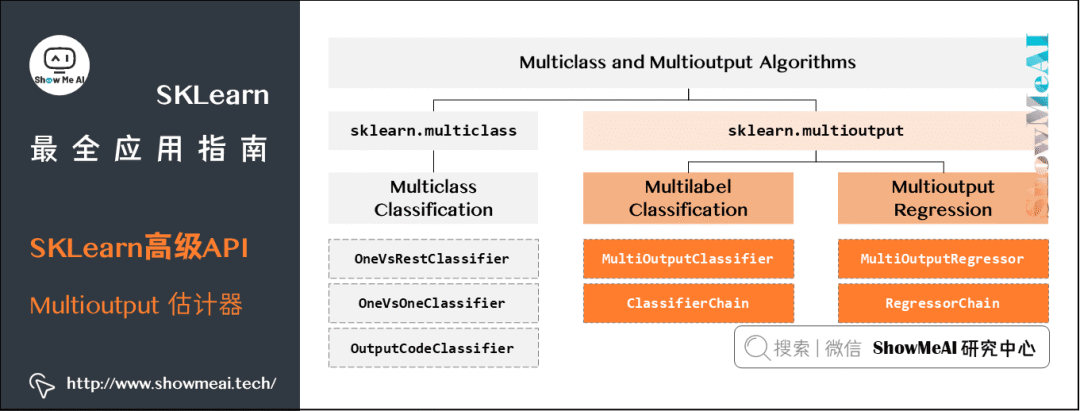 AI
Show Me AI
SKLearn
最全应用指南
SKLearn高级API
Multioutput 估计器
http://www.showmeai.tech/
Multiclass and Multioutput Algorithms
sklearn.multiclass
sklearn.multioutput
Multiclass
Classification
Multilabel
Classification
Multioutput
Regression
OneVsRestClassifier
MultiOutputClassifier
MultiOutputRegressor
OneVsOneClassifier
ClassifierChain
RegressorChain
OutputCodeClassifier
搜索 | 微信 ShowMeAI 研究中心
ShowMeAI